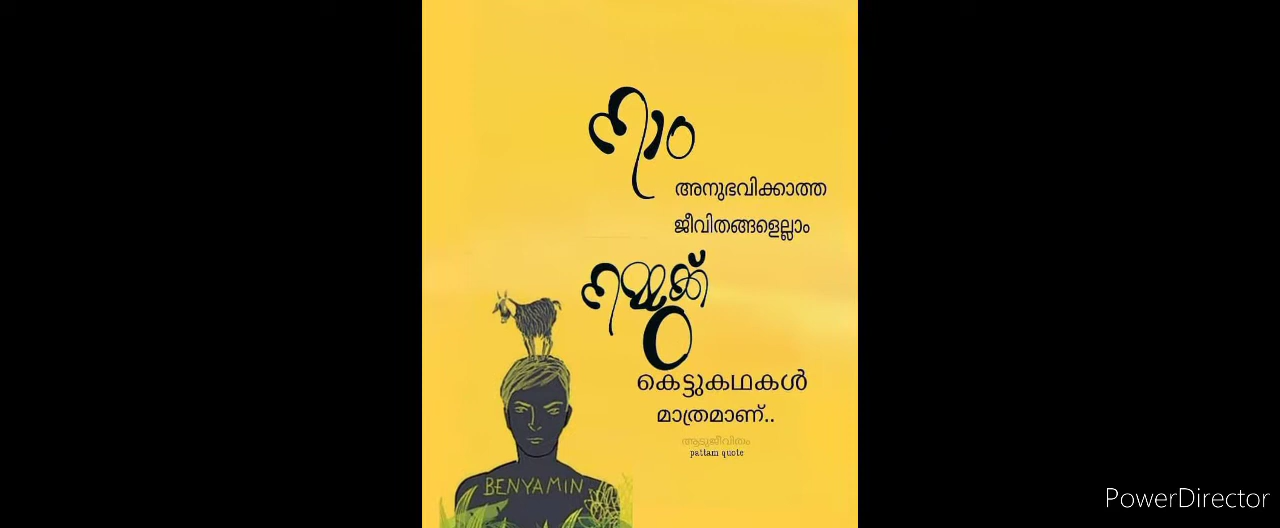 നാം
അനുഭവിക്കാത്ത
ജീവിതങ്ങളെല്ലാം
നമ്മുക്ക്
കെട്ടുകഥകൾ
മാത്രമാണ്..
ആടുജീവിതം
pattam quote
BENYAMIN
PowerDirector